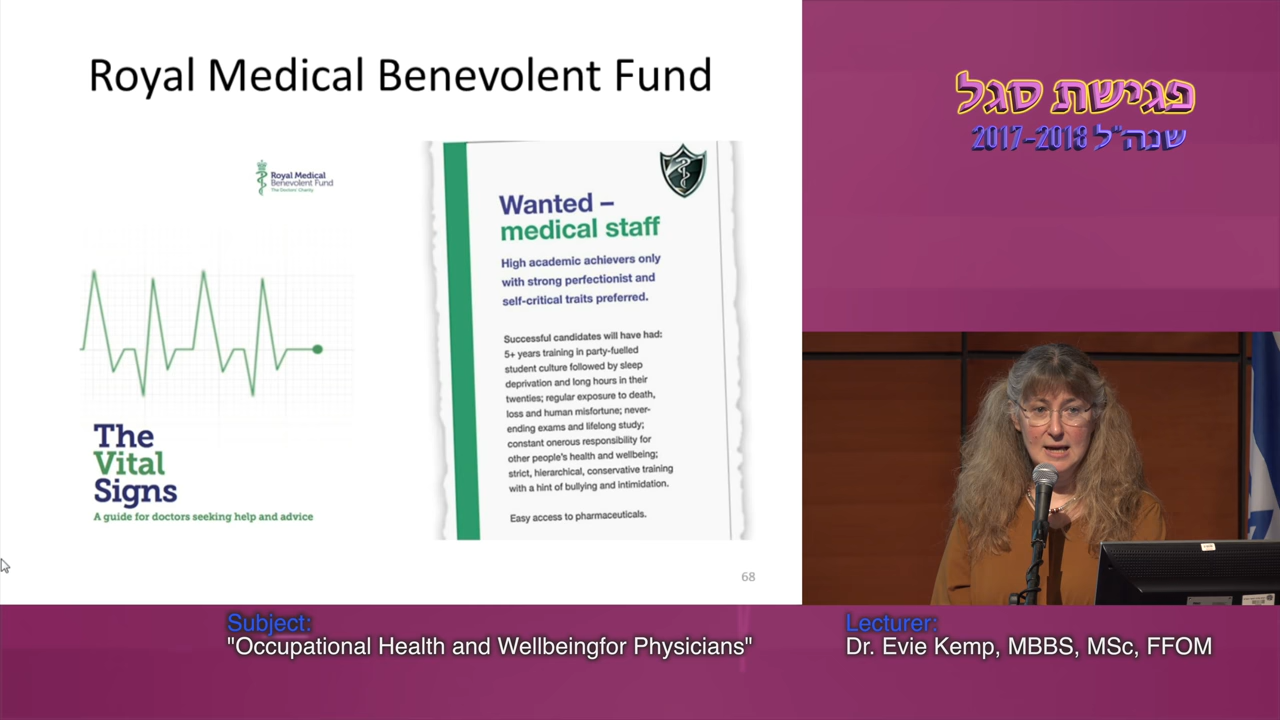 Royal Medical Benevolent Fund
Royal Medical
Benevolent Fund
The Doctors' Charity
The
Vital
Signs
A guide for doctors seeking help and advice
Wanted –
medical staff
High academic achievers only
with strong perfectionist and
self-critical traits preferred.
Successful candidates will have had:
5+ years training in party-fuelled
student culture followed by sleep
deprivation and long hours in their
twenties; regular exposure to death,
loss and human misfortune; never-
ending exams and lifelong study;
constant onerous responsibility for
other people's health and wellbeing;
strict, hierarchical, conservative training
with a hint of bullying and intimidation.
Easy access to pharmaceuticals.
68
פגישת סגל
שנה"ל 2017-2018
Subject:
"Occupational Health and Wellbeingfor Physicians"
Lecturer:
Dr. Evie Kemp, MBBS, MSc, FFOM